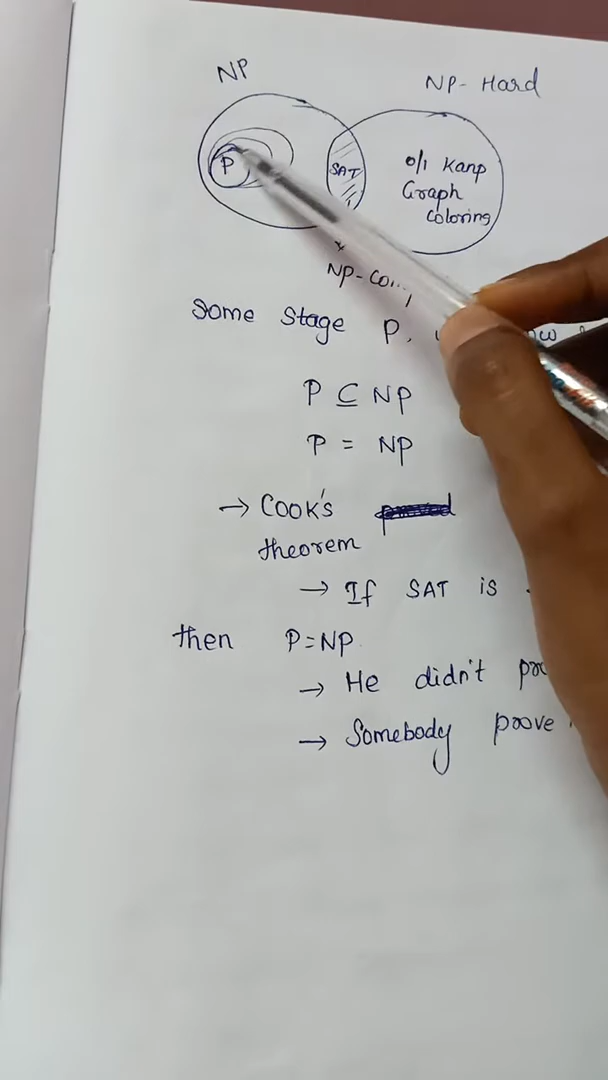 NP
NP- Hard
P
SAT
0/1 Kanp
Graph
coloring
NP-Co
Some Stage P,
P ⊆ NP
P = NP
→ Cook's
theorem
→ If SAT is
then P=NP
→ He didn't
→ Somebody prove